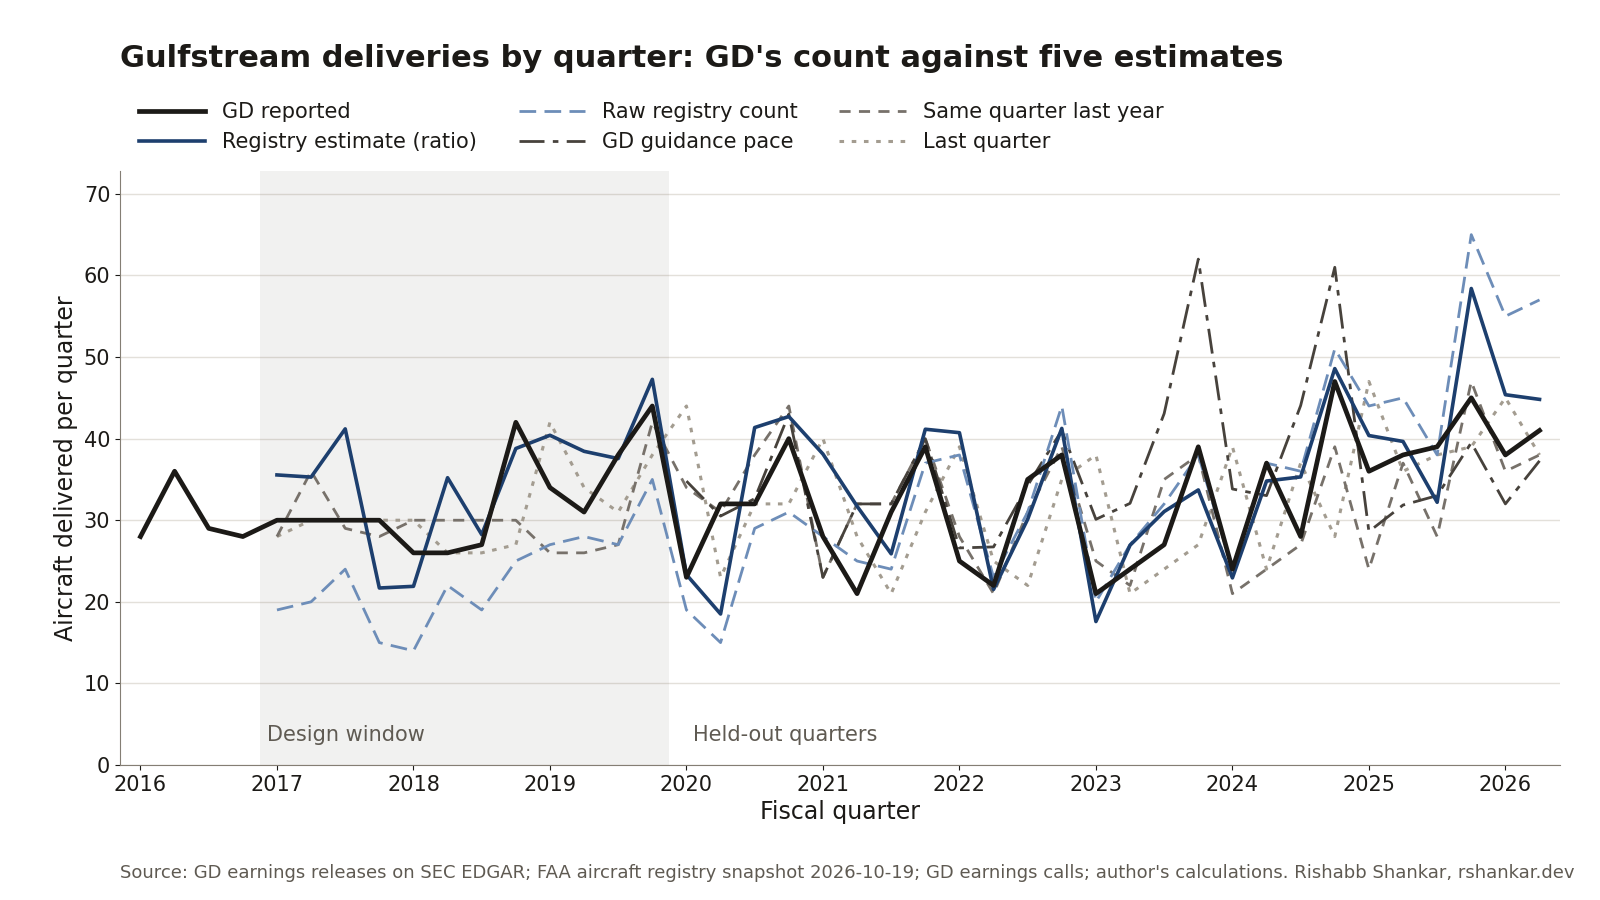 Gulfstream deliveries by quarter: GD's count against five estimates
GD reported
Raw registry count
Same quarter last year
Registry estimate (ratio)
GD guidance pace
Last quarter
Aircraft delivered per quarter
70
60
50
40
30
20
10
0
Design window
Held-out quarters
2016 2017 2018 2019 2020 2021 2022 2023 2024 2025 2026
Fiscal quarter
Source: GD earnings releases on SEC EDGAR; FAA aircraft registry snapshot 2026-10-19; GD earnings calls; author's calculations. Rishabb Shankar, rshankar.dev